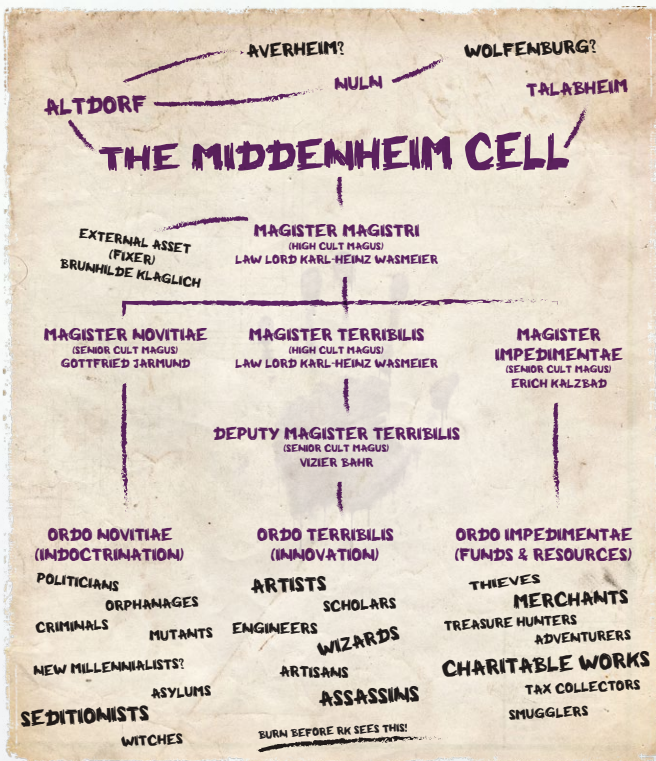 AVERHEIM?
WOLFENBURG?
NULN
TALABHEIM
ALTDORF
THE MIDDENHEIM CELL
MAGISTER MAGISTRI
(HIGH CULT MAGUS)
LAW LORD KARL-HEINZ WASMEIER
EXTERNAL ASSET
(FIXER)
BRUNHILDE KLAGLICH
MAGISTER NOVITIAE
(SENIOR CULT MAGUS)
GOTTFRIED JARMUND
MAGISTER TERRIBILIS
(HIGH CULT MAGUS)
LAW LORD KARL-HEINZ WASMEIER
MAGISTER
IMPEDIMENTAE
(SENIOR CULT MAGUS)
ERICH KALZBAD
DEPUTY MAGISTER TERRIBILIS
(SENIOR CULT MAGUS)
VIZIER BAHR
ORDO NOVITIAE
(INDOCTRINATION)
POLITICIANS
ORPHANAGES
CRIMINALS
MUTANTS
NEW MILLENNIALISTS?
ASYLUMS
SEDITIONISTS
WITCHES
ORDO TERRIBILIS
(INNOVATION)
ARTISTS
SCHOLARS
ENGINEERS
WIZARDS
ARTISANS
ASSASSINS
BURN BEFORE RK SEES THIS!
ORDO IMPEDIMENTAE
(FUNDS & RESOURCES)
THIEVES
MERCHANTS
TREASURE HUNTERS
ADVENTURERS
CHARITABLE WORKS
TAX COLLECTORS
SMUGGLERS